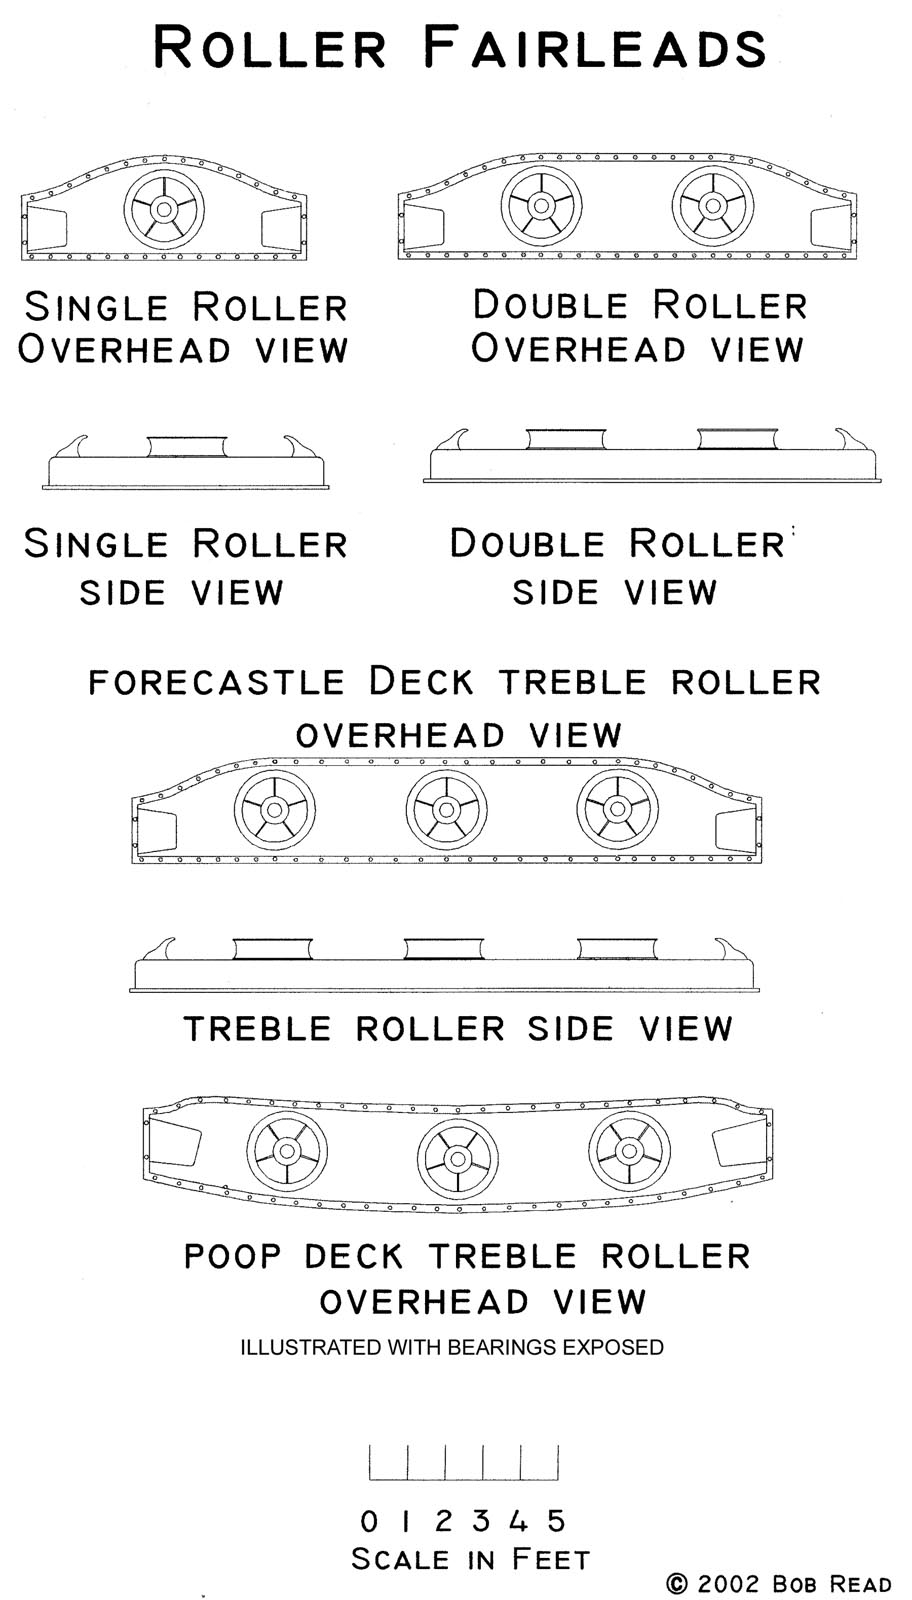 ROLLER FAIRLEADS
SINGLE ROLLER
OVERHEAD VIEW
DOUBLE ROLLER
OVERHEAD VIEW
SINGLE ROLLER
SIDE VIEW
DOUBLE ROLLER
SIDE VIEW
FORECASTLE DECK TREBLE ROLLER
OVERHEAD VIEW
TREBLE ROLLER SIDE VIEW
POOP DECK TREBLE ROLLER
OVERHEAD VIEW
ILLUSTRATED WITH BEARINGS EXPOSED
0 1 2 3 4 5
SCALE IN FEET
© 2002 BOB READ